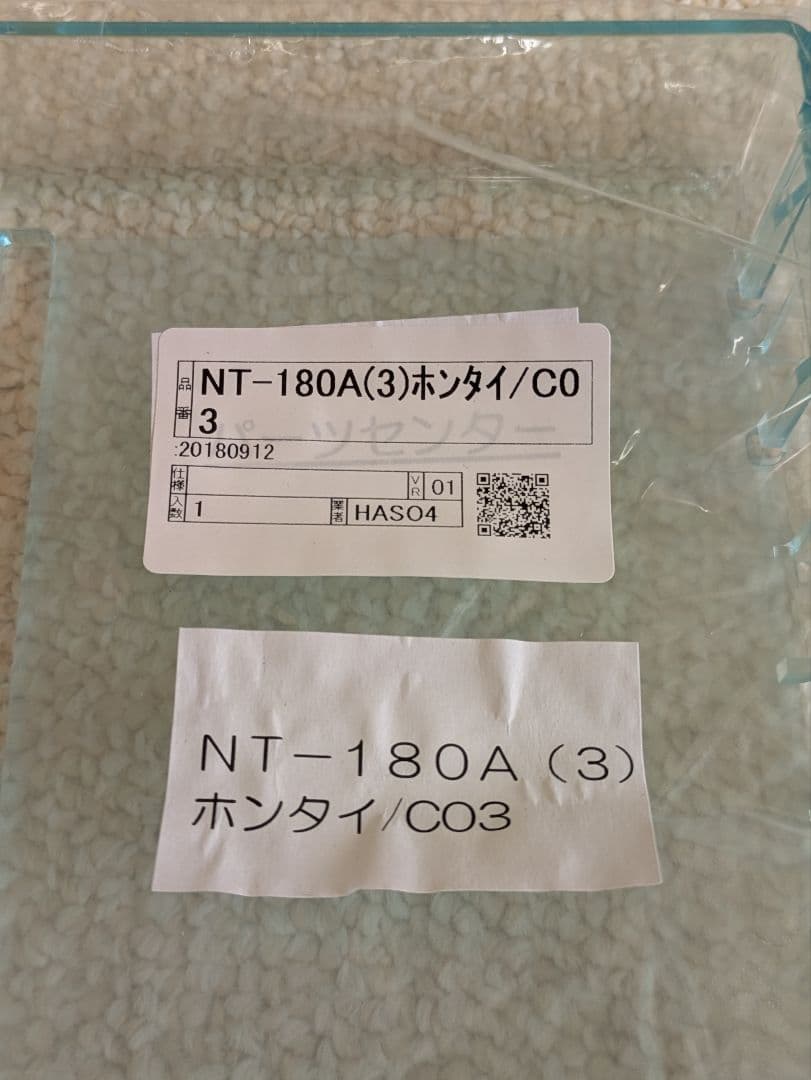 品番 NT-180A(3)ホンタイ/C0
3
パーツセンター
:20180912
仕様 VR 01
入数 1 業者 HAS04
NT-180A(3)
ホンタイ/CO3